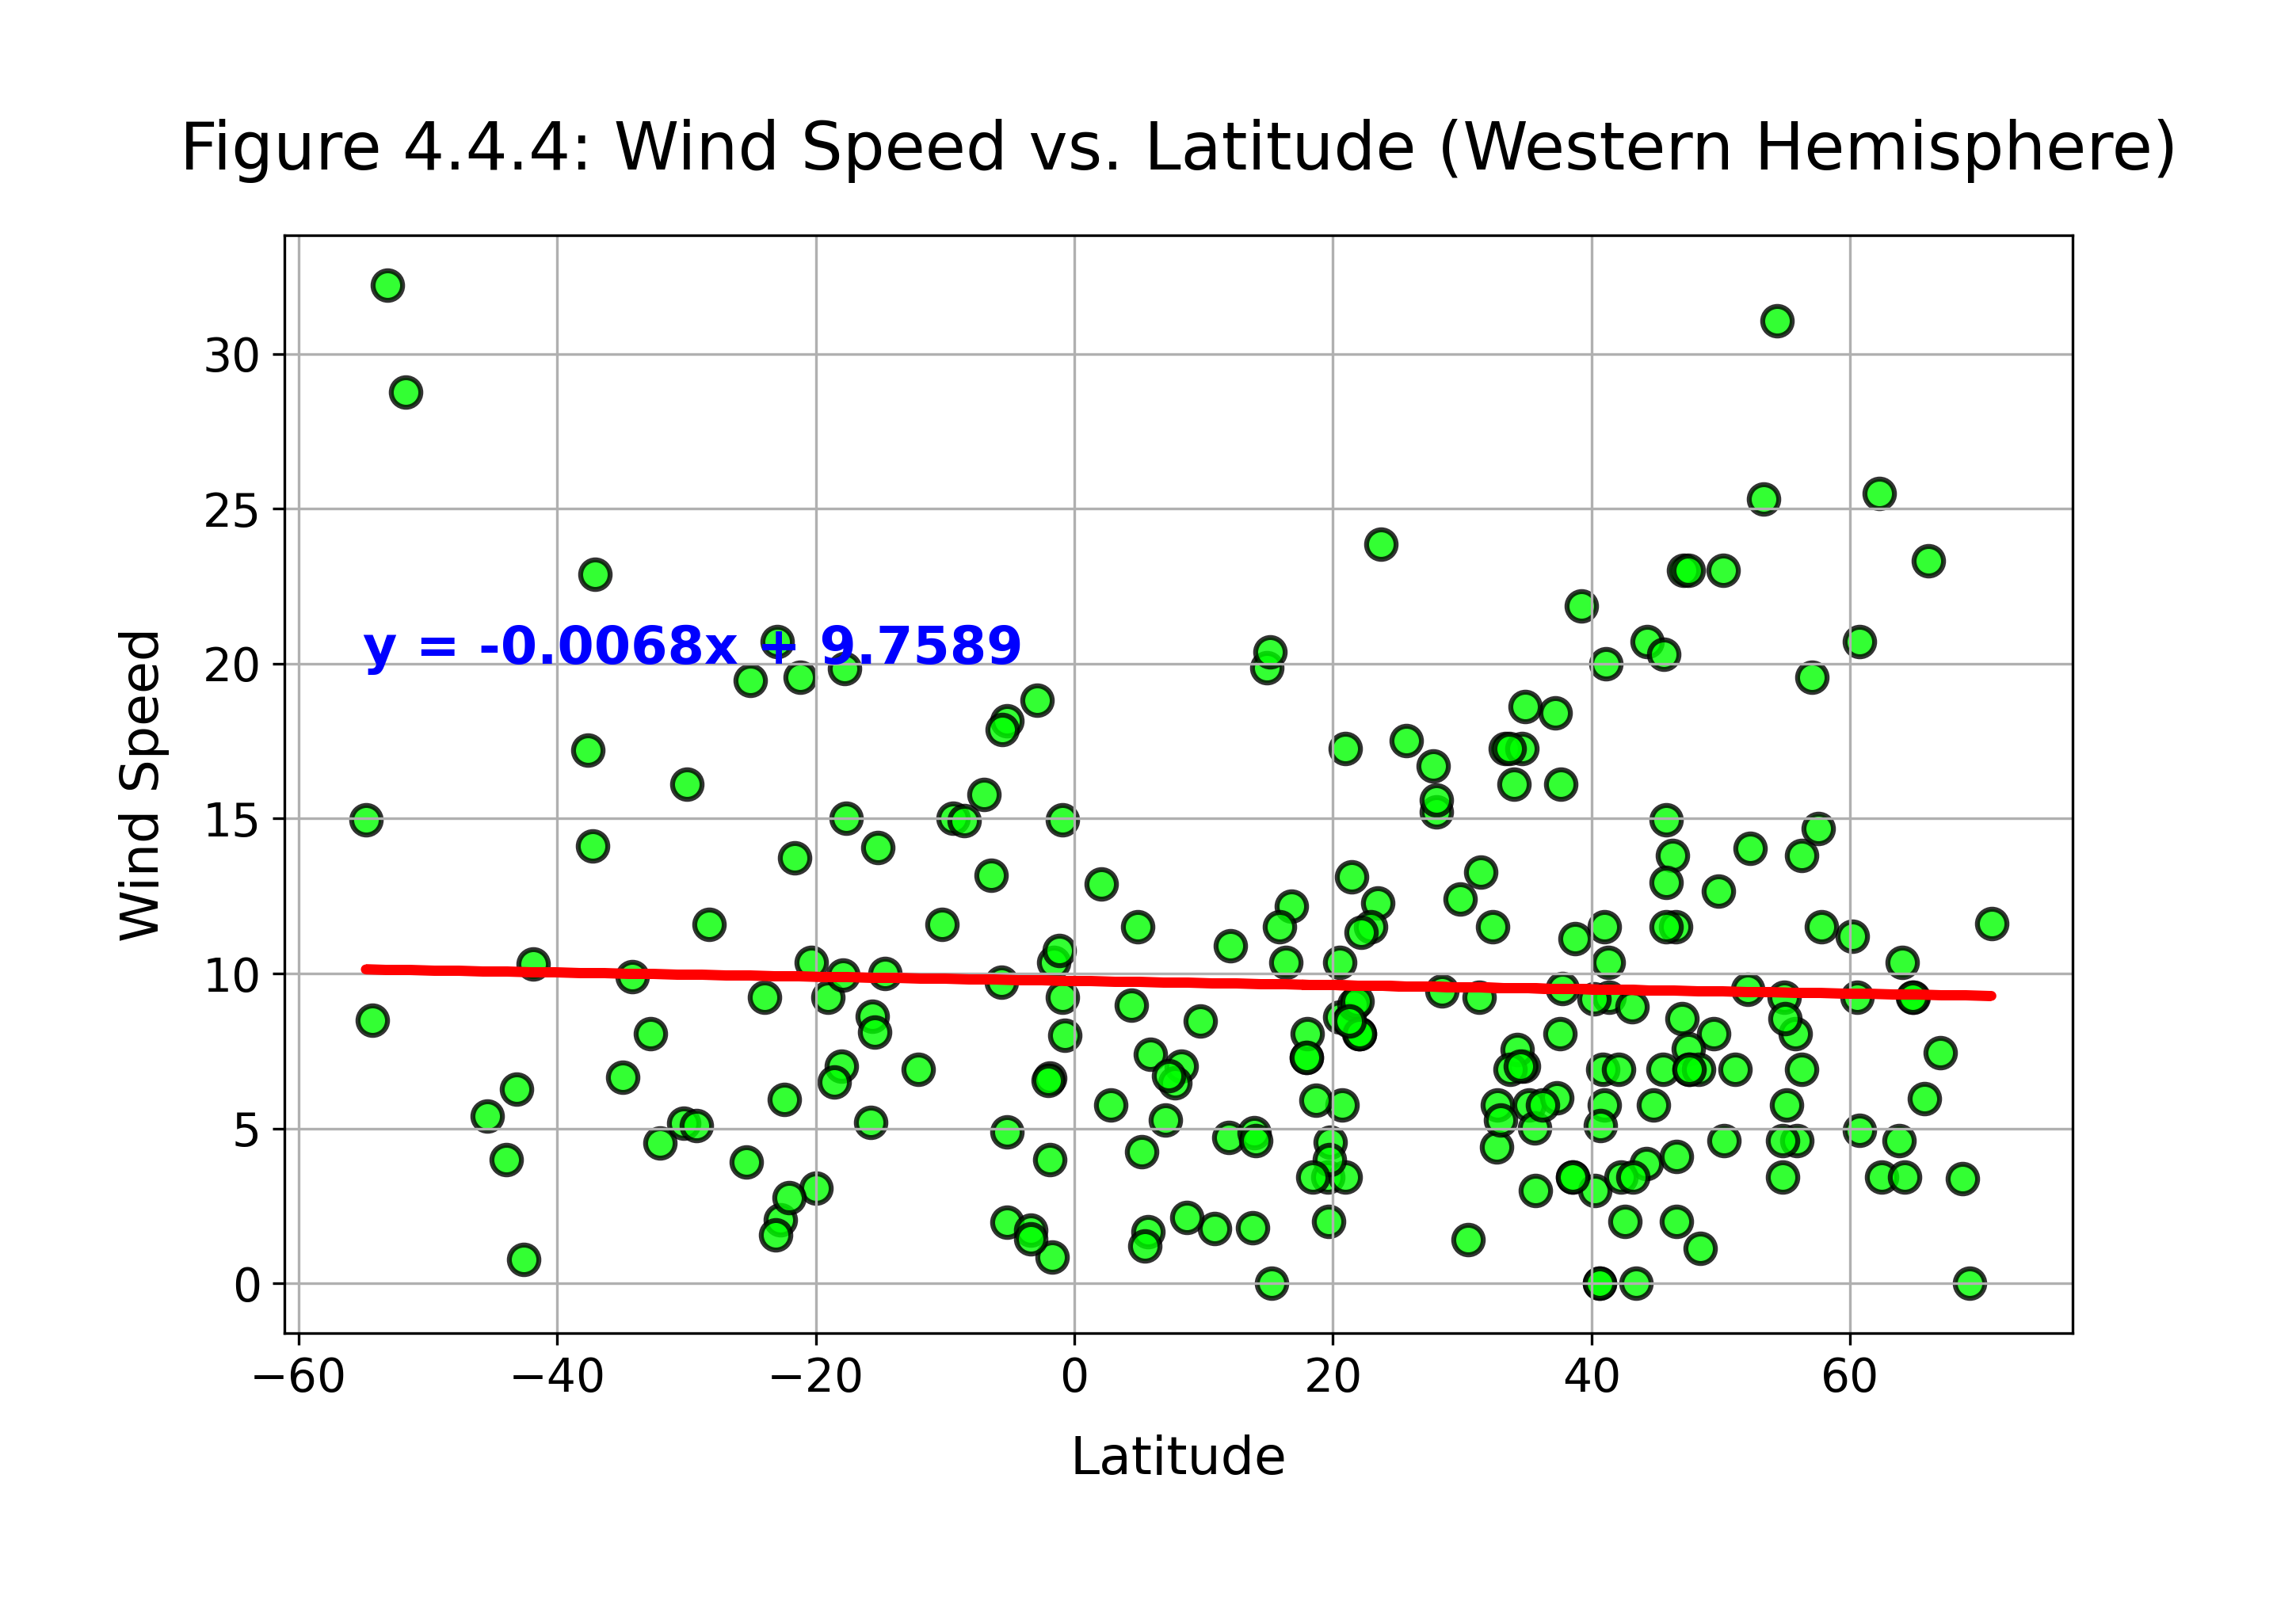 Figure 4.4.4: Wind Speed vs. Latitude (Western Hemisphere)
30
25
y = -0.0068x + 9.7589
20
15
10
5
0
Wind Speed
−60 −40 −20 0 20 40 60
Latitude